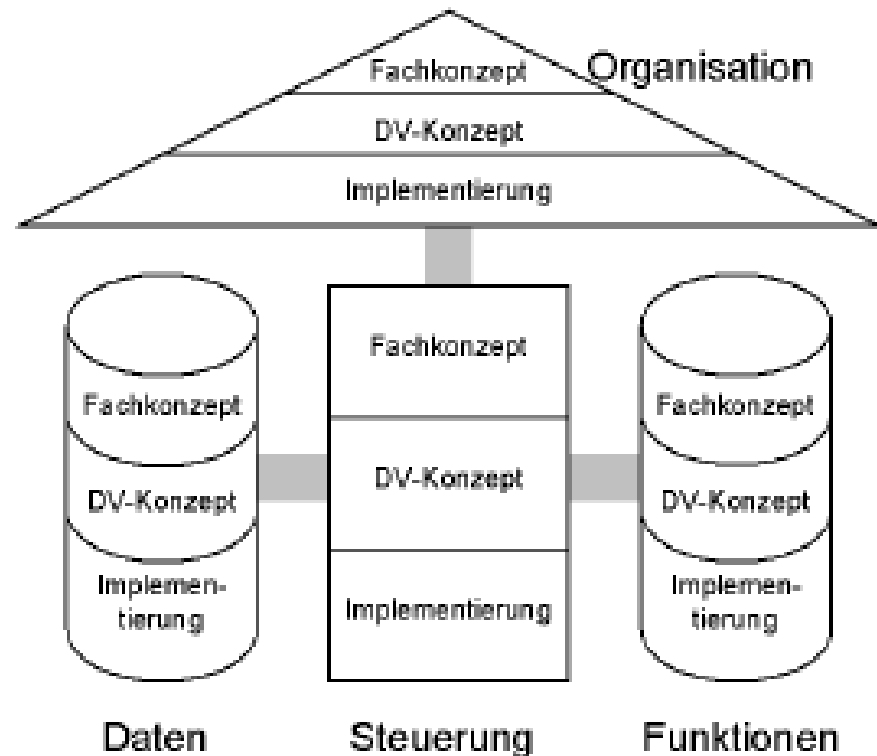 Fachkonzept
Organisation
DV-Konzept
Implementierung
Fachkonzept
DV-Konzept
Implemen-
tierung
Daten
Fachkonzept
DV-Konzept
Implementierung
Steuerung
Fachkonzept
DV-Konzept
Implemen-
tierung
Funktionen